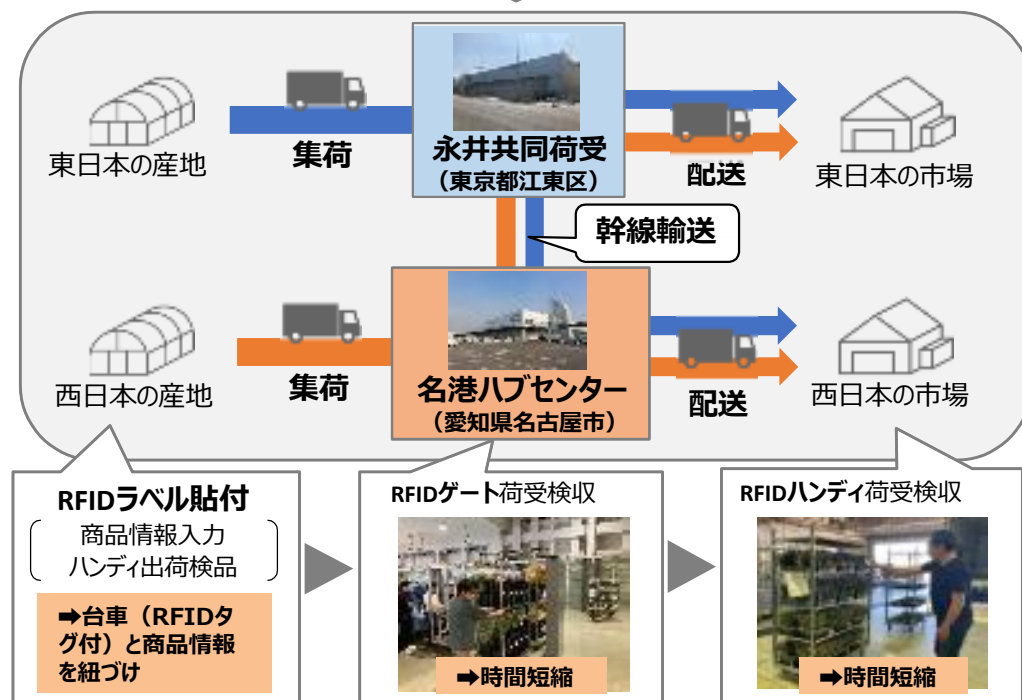 永井共同荷受
（東京都江東区）
東日本の産地
集荷
配送
東日本の市場
幹線輸送
名港ハブセンター
（愛知県名古屋市）
西日本の産地
集荷
配送
西日本の市場
RFIDラベル貼付
商品情報入力
ハンディ出荷検品
➡台車（RFIDタ
グ付）と商品情報
を紐づけ
RFIDゲート荷受検収
➡時間短縮
RFIDハンディ荷受検収
➡時間短縮